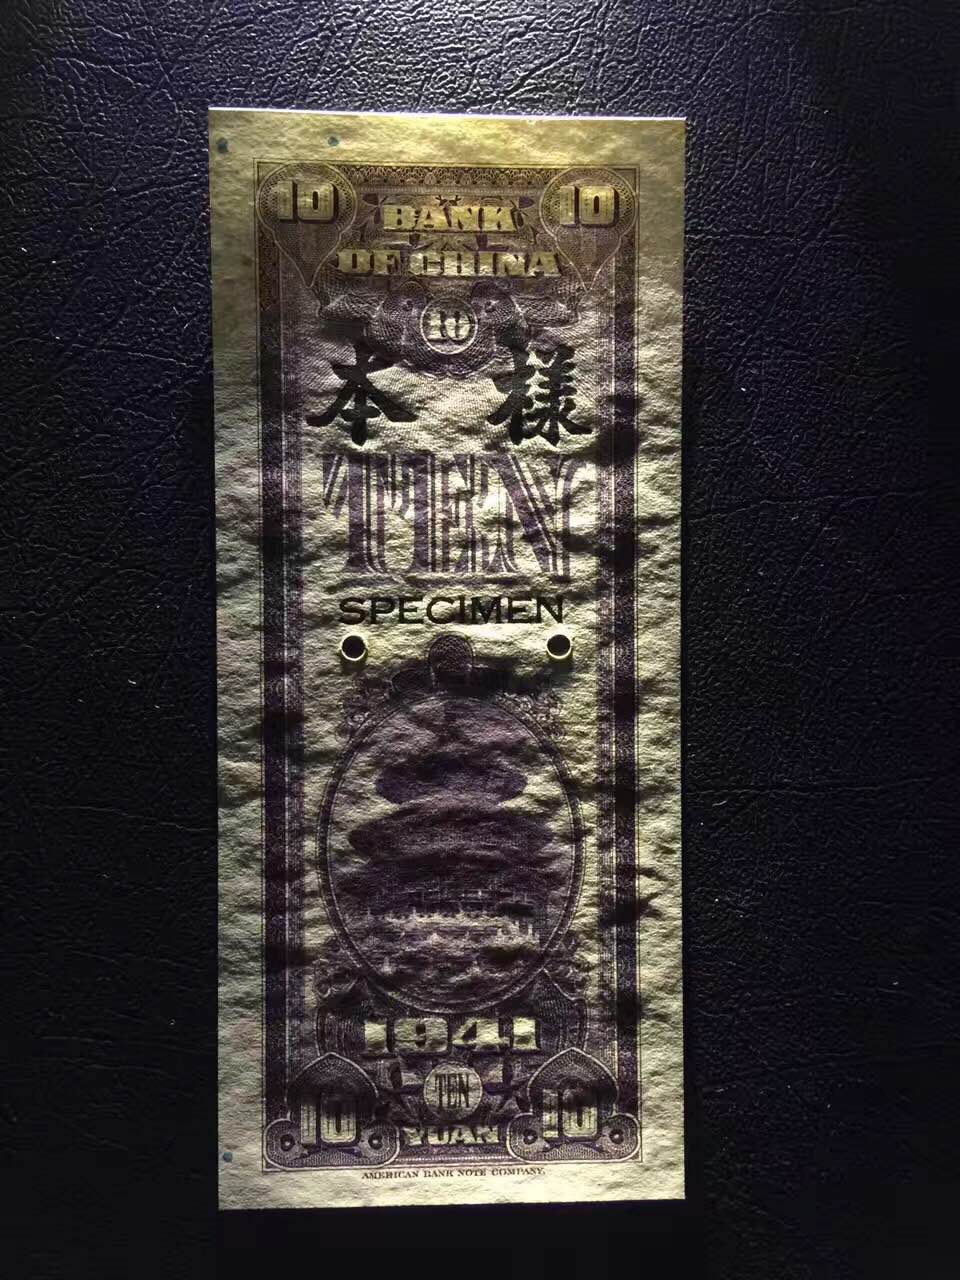 10 10
BANK
OF CHINA
10
本 樣
TEN
SPECIMEN
1941
TEN
10 10
YUAN
AMERICAN BANK NOTE COMPANY.